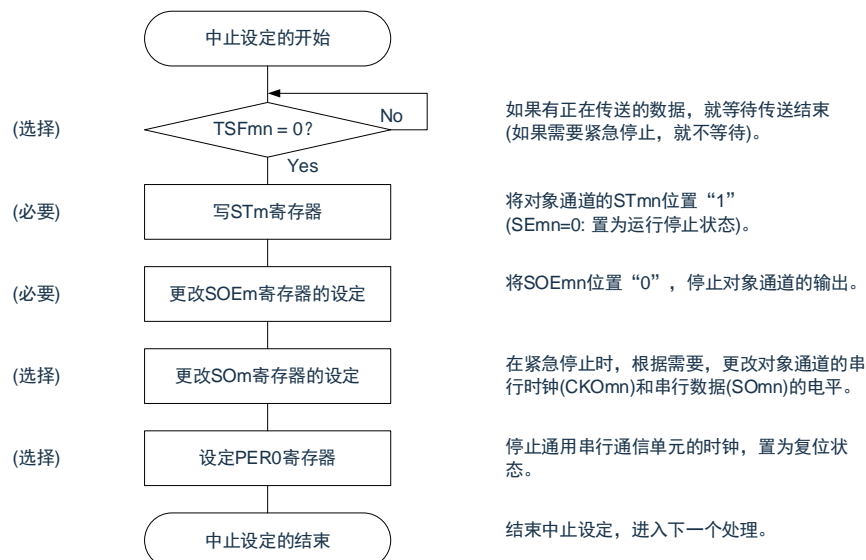 中止设定的开始
(选择)
TSFmn = 0?
No
Yes
如果有正在传送的数据，就等待传送结束
(如果需要紧急停止，就不等待)。
(必要)
写STm寄存器
将对象通道的STmn位置“1”
(SEmn=0: 置为运行停止状态)。
(必要)
更改SOEm寄存器的设定
将SOEmn位置“0”，停止对象通道的输出。
(选择)
更改SOm寄存器的设定
在紧急停止时，根据需要，更改对象通道的串
行时钟(CKOmn)和串行数据(SOmn)的电平。
(选择)
设定PER0寄存器
停止通用串行通信单元的时钟，置为复位状
态。
中止设定的结束
结束中止设定，进入下一个处理。